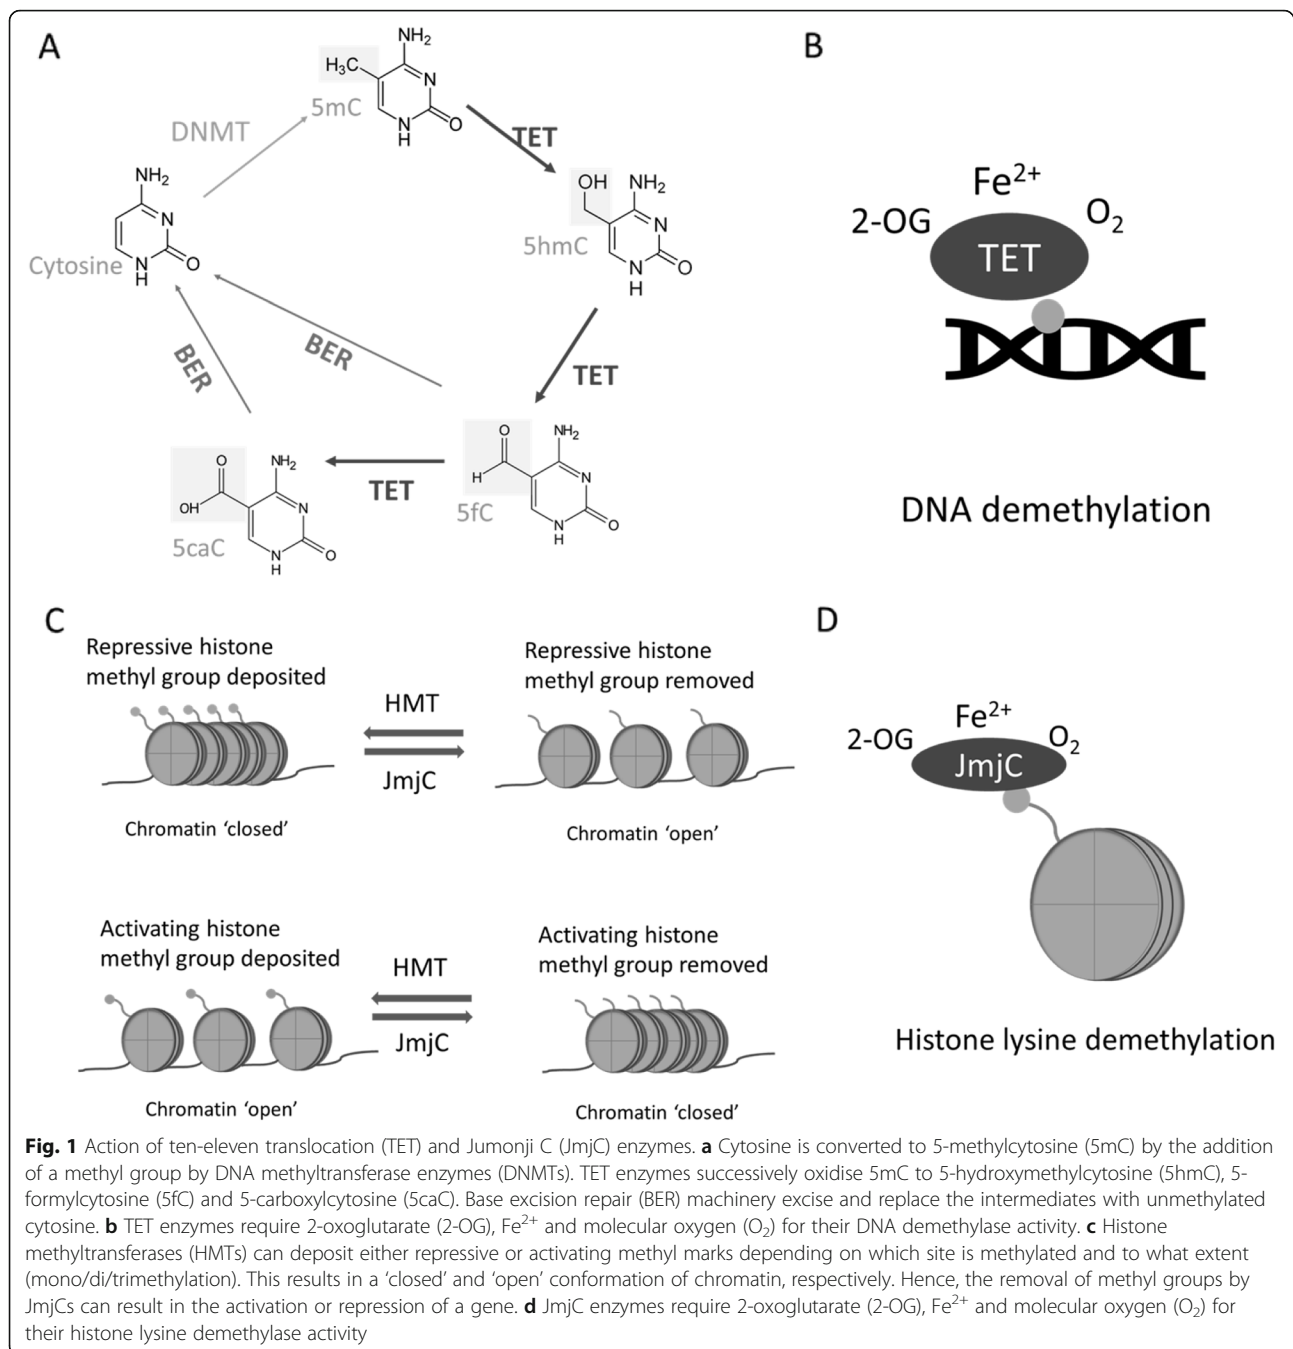 A
NH₂
H₃C
N
5mC
N
H
O
DNMT
TET
NH₂
N
Cytosine
N
H
O
OH
NH₂
N
5hmC
N
H
O
BER
BER
TET
O
NH₂
H
N
5fC
N
H
O
TET
O
NH₂
OH
N
5caC
N
H
O
B
Fe²⁺
2-OG
O₂
TET
DNA demethylation
C
Repressive histone
methyl group deposited
HMT
JmjC
Repressive histone
methyl group removed
Chromatin ‘closed’
Chromatin ‘open’
Activating histone
methyl group deposited
HMT
JmjC
Activating histone
methyl group removed
Chromatin ‘open’
Chromatin ‘closed’
D
Fe²⁺
2-OG
O₂
JmjC
Histone lysine demethylation
Fig. 1 Action of ten-eleven translocation (TET) and Jumonji C (JmjC) enzymes. a Cytosine is converted to 5-methylcytosine (5mC) by the addition
of a methyl group by DNA methyltransferase enzymes (DNMTs). TET enzymes successively oxidise 5mC to 5-hydroxymethylcytosine (5hmC), 5-
formylcytosine (5fC) and 5-carboxylcytosine (5caC). Base excision repair (BER) machinery excise and replace the intermediates with unmethylated
cytosine. b TET enzymes require 2-oxoglutarate (2-OG), Fe²⁺ and molecular oxygen (O₂) for their DNA demethylase activity. c Histone
methyltransferases (HMTs) can deposit either repressive or activating methyl marks depending on which site is methylated and to what extent
(mono/di/trimethylation). This results in a ‘closed’ and ‘open’ conformation of chromatin, respectively. Hence, the removal of methyl groups by
JmjCs can result in the activation or repression of a gene. d JmjC enzymes require 2-oxoglutarate (2-OG), Fe²⁺ and molecular oxygen (O₂) for
their histone lysine demethylase activity